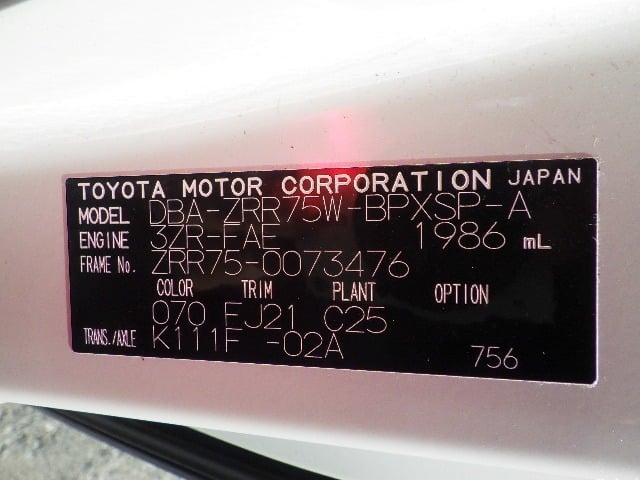 TOYOTA MOTOR CORPORATION JAPAN
MODEL DBA-ZRR75W-BPXSP-A
ENGINE 3ZR-FAE 1986 mL
FRAME No. ZRR75-0073476
COLOR TRIM PLANT OPTION
070 FJ21 C25
TRANS./AXLE K111F -02A
756